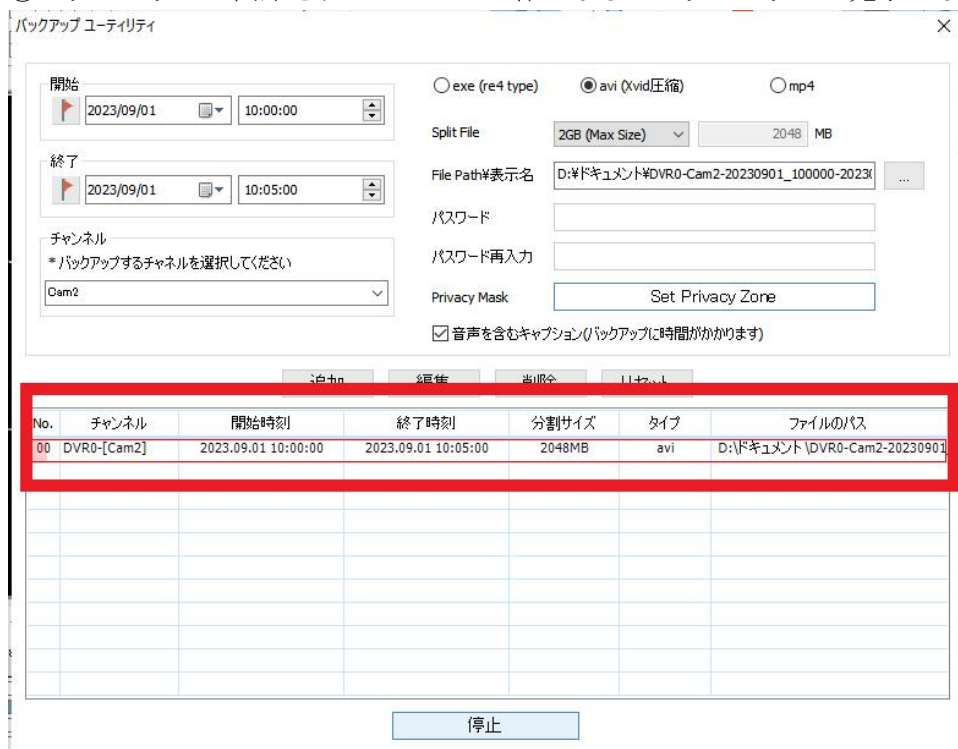 バックアップ ユーティリティ
開始
2023/09/01 10:00:00
終了
2023/09/01 10:05:00
チャンネル
*バックアップするチャネルを選択してください
Cam2
exe (re4 type) avi (Xvid圧縮) mp4
Split File 2GB (Max Size) 2048 MB
File Path¥表示名 D:¥ドキュメント¥DVR0-Cam2-20230901_100000-2023 ...
パスワード
パスワード再入力
Privacy Mask Set Privacy Zone
音声を含むキャプション(バックアップに時間がかかります)
追加 編集 削除 リセット
No. チャンネル 開始時刻 終了時刻 分割サイズ タイプ ファイルのパス
00 DVR0-[Cam2] 2023.09.01 10:00:00 2023.09.01 10:05:00 2048MB avi D:\ドキュメント\DVR0-Cam2-20230901
停止